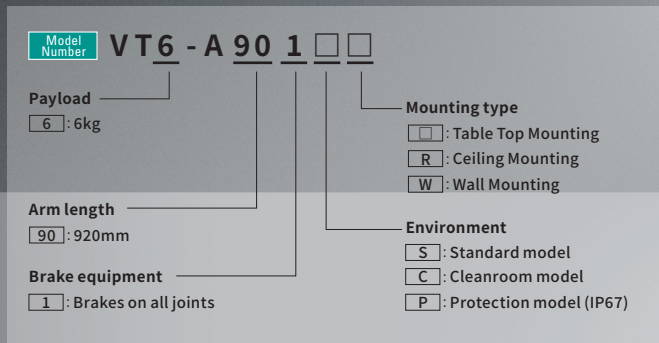 Model Number VT6-A901□□
Payload
6 : 6kg
Arm length
90 : 920mm
Brake equipment
1 : Brakes on all joints
Mounting type
□ : Table Top Mounting
R : Ceiling Mounting
W : Wall Mounting
Environment
S : Standard model
C : Cleanroom model
P : Protection model (IP67)